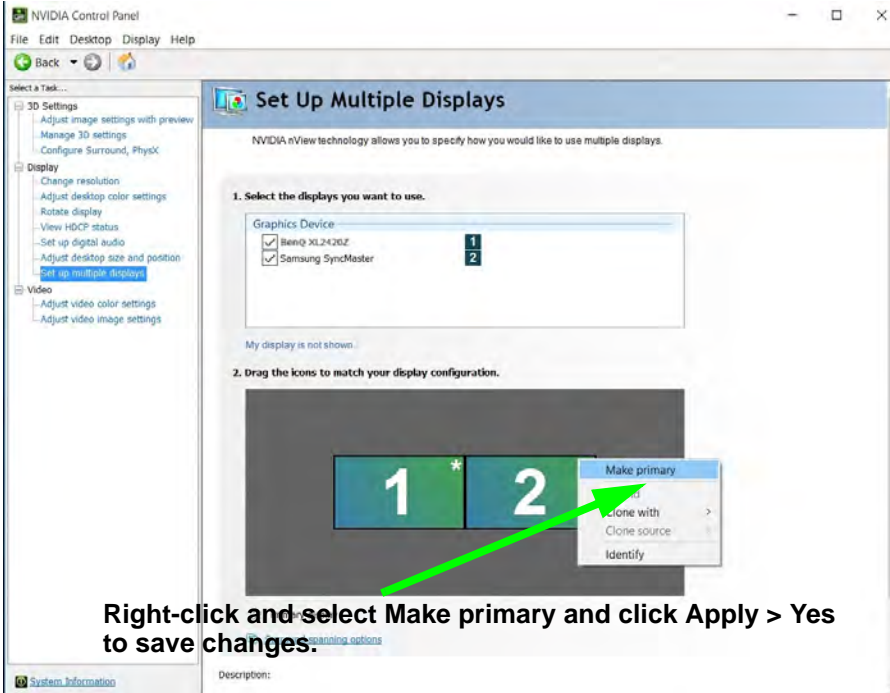 NVIDIA Control Panel
File Edit Desktop Display Help
Back
Select a Task...
3D Settings
Adjust image settings with preview
Manage 3D settings
Configure Surround, PhysX
Display
Change resolution
Adjust desktop color settings
Rotate display
View HDCP status
Set up digital audio
Adjust desktop size and position
Set up multiple displays
Video
Adjust video color settings
Adjust video image settings
System Information
Set Up Multiple Displays
NVIDIA nView technology allows you to specify how you would like to use multiple displays.
1. Select the displays you want to use.
Graphics Device
BenQ XL2420Z 1
Samsung SyncMaster 2
My display is not shown.
2. Drag the icons to match your display configuration.
1 * 2
Make primary
Clone with >
Clone source
Identify
Right-click and select Make primary and click Apply > Yes
to save changes.
spanning options
Description: